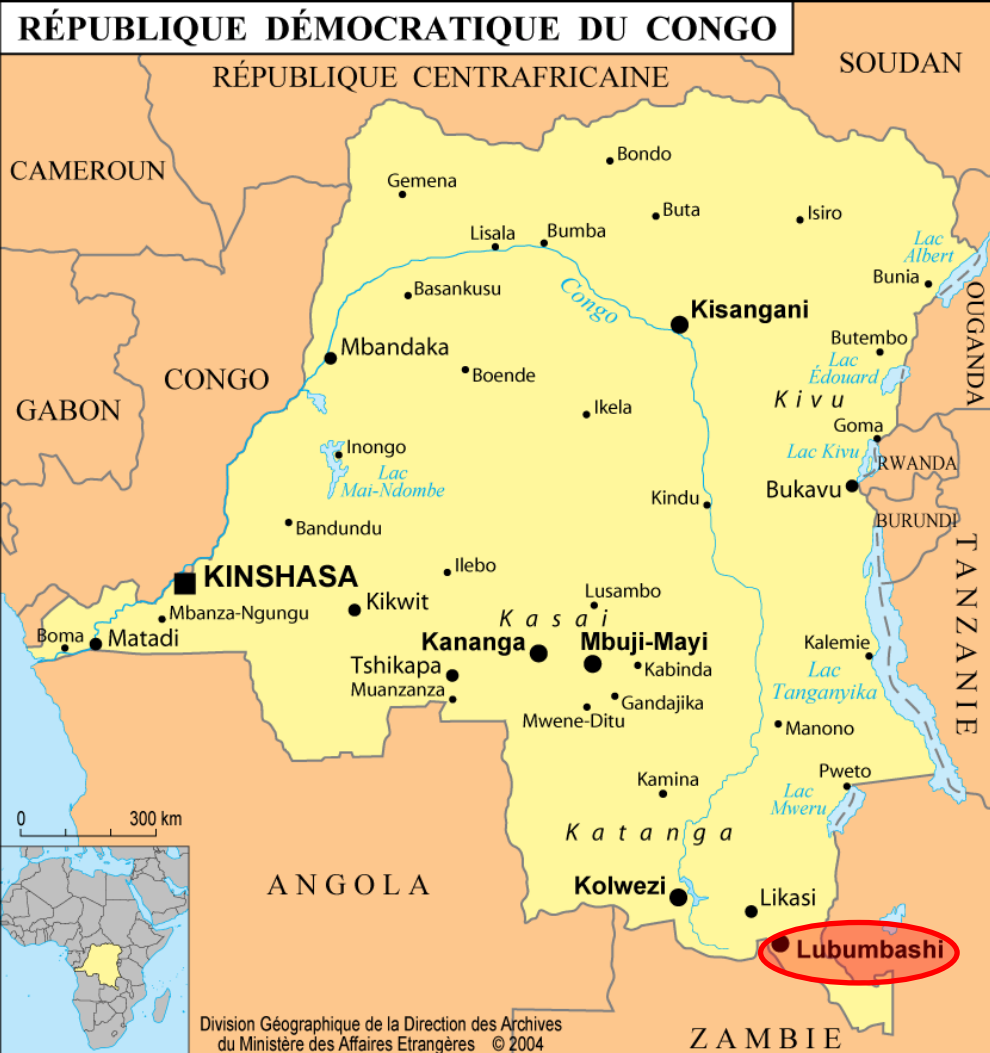 RÉPUBLIQUE DÉMOCRATIQUE DU CONGO
SOUDAN
RÉPUBLIQUE CENTRAFRICAINE
CAMEROUN
Bondo
Gemena
Buta
Isiro
Lisala
Bumba
Lac
Albert
Bunia
Basankusu
Congo
Kisangani
OUGANDA
Butembo
Mbandaka
Lac
Édouard
Boende
CONGO
Kivu
GABON
Ikela
Goma
Inongo
Lac Kivu
RWANDA
Lac
Mai-Ndombe
Bukavu
Kindu
BURUNDI
Bandundu
TANZANIE
Ilebo
KINSHASA
Lusambo
Kikwit
Mbanza-Ngungu
Kasai
Boma
Matadi
Kananga
Mbuji-Mayi
Kalemie
Tshikapa
Kabinda
Lac
Tanganyika
Muanzanza
Gandajika
Mwene-Ditu
Manono
Pweto
Kamina
Lac
Mweru
0
300 km
Katanga
ANGOLA
Kolwezi
Likasi
Lubumbashi
Division Géographique de la Direction des Archives
du Ministère des Affaires Etrangères © 2004
ZAMBIE